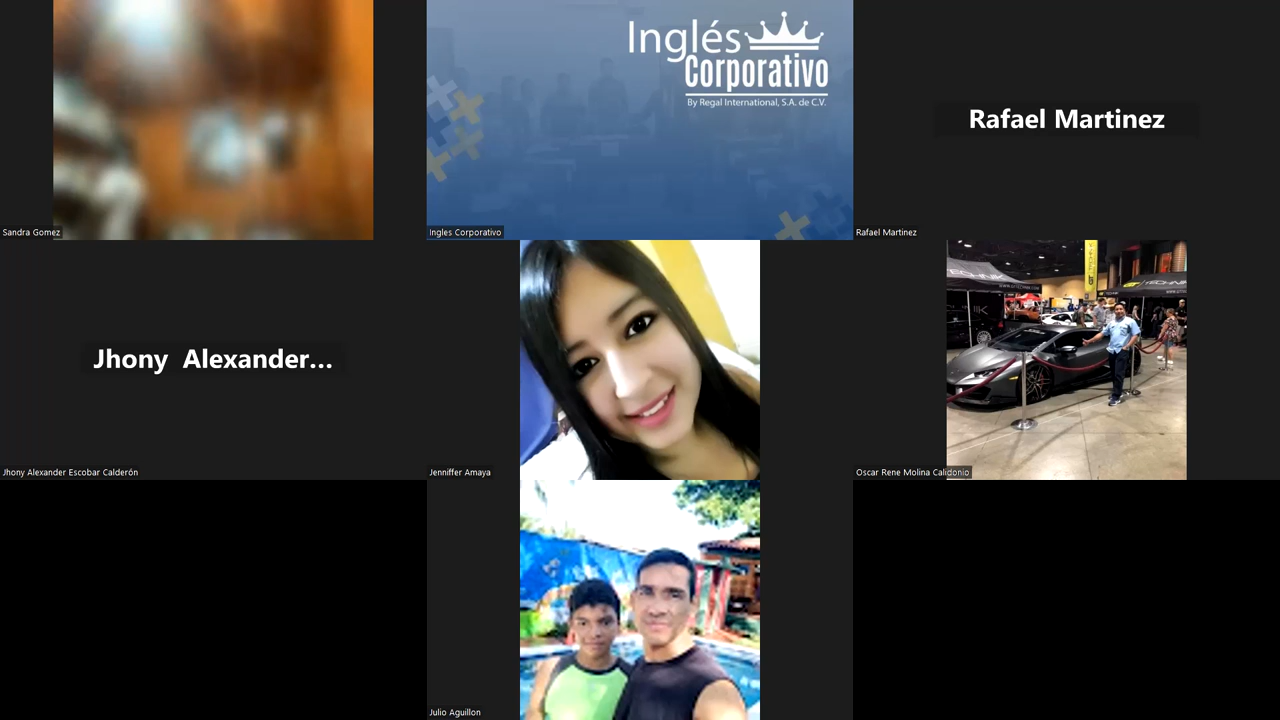 Inglés
Corporativo
By Regal International, S.A. de C.V.
Rafael Martinez
Sandra Gomez
Ingles Corporativo
Rafael Martinez
Jhony Alexander...
TECHNIK
Jhony Alexander Escobar Calderón
Jenniffer Amaya
Oscar Rene Molina Calidonio
Julio Aguillon